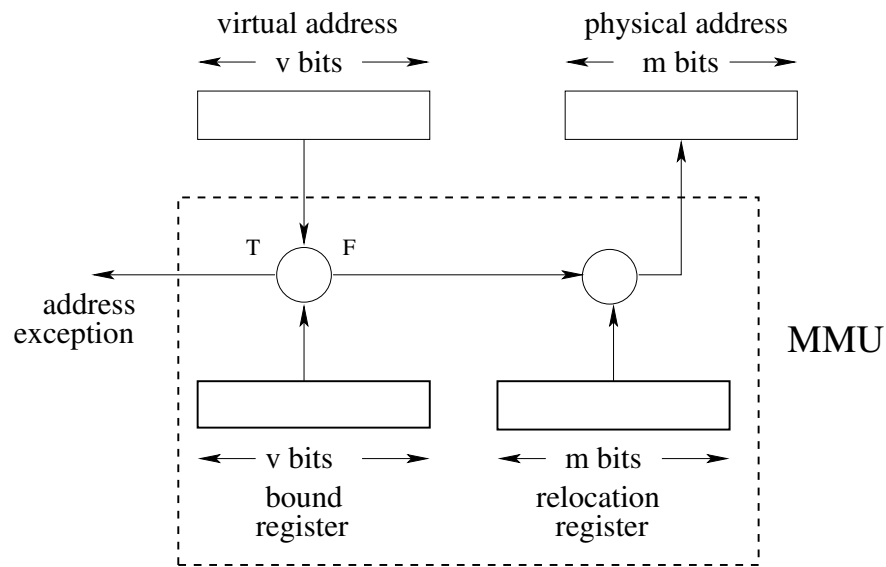 virtual address
v bits
physical address
m bits
T
F
address
exception
MMU
v bits
bound
register
m bits
relocation
register